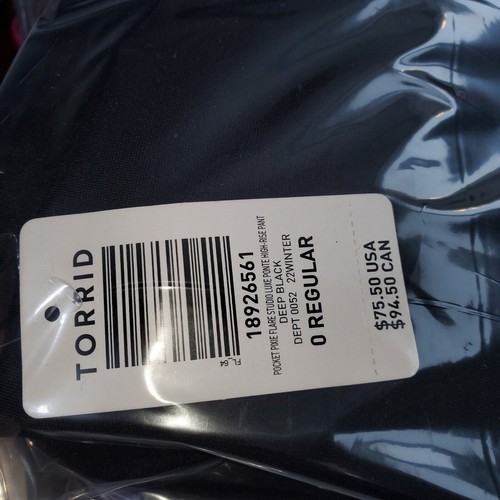 TORRID
18926561
POCKET PIXIE FLARE STUDIO LUXE PONTE HIGH-RISE PANT
DEEP BLACK
DEPT 0052 22WINTER
0 REGULAR
$75.50 USA
$94.50 CAN